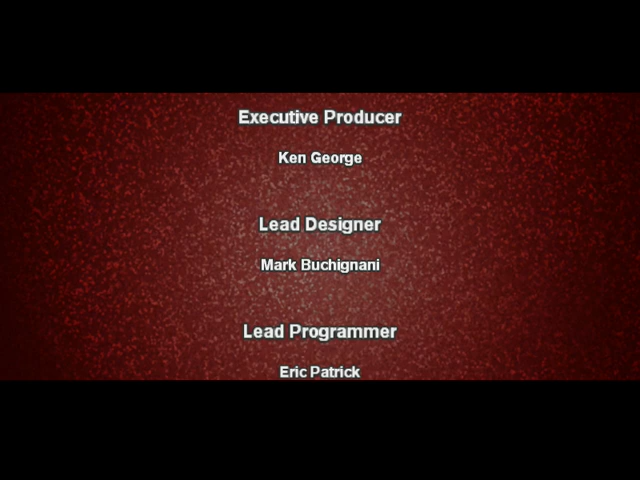 Executive Producer
Ken George
Lead Designer
Mark Buchignani
Lead Programmer
Eric Patrick